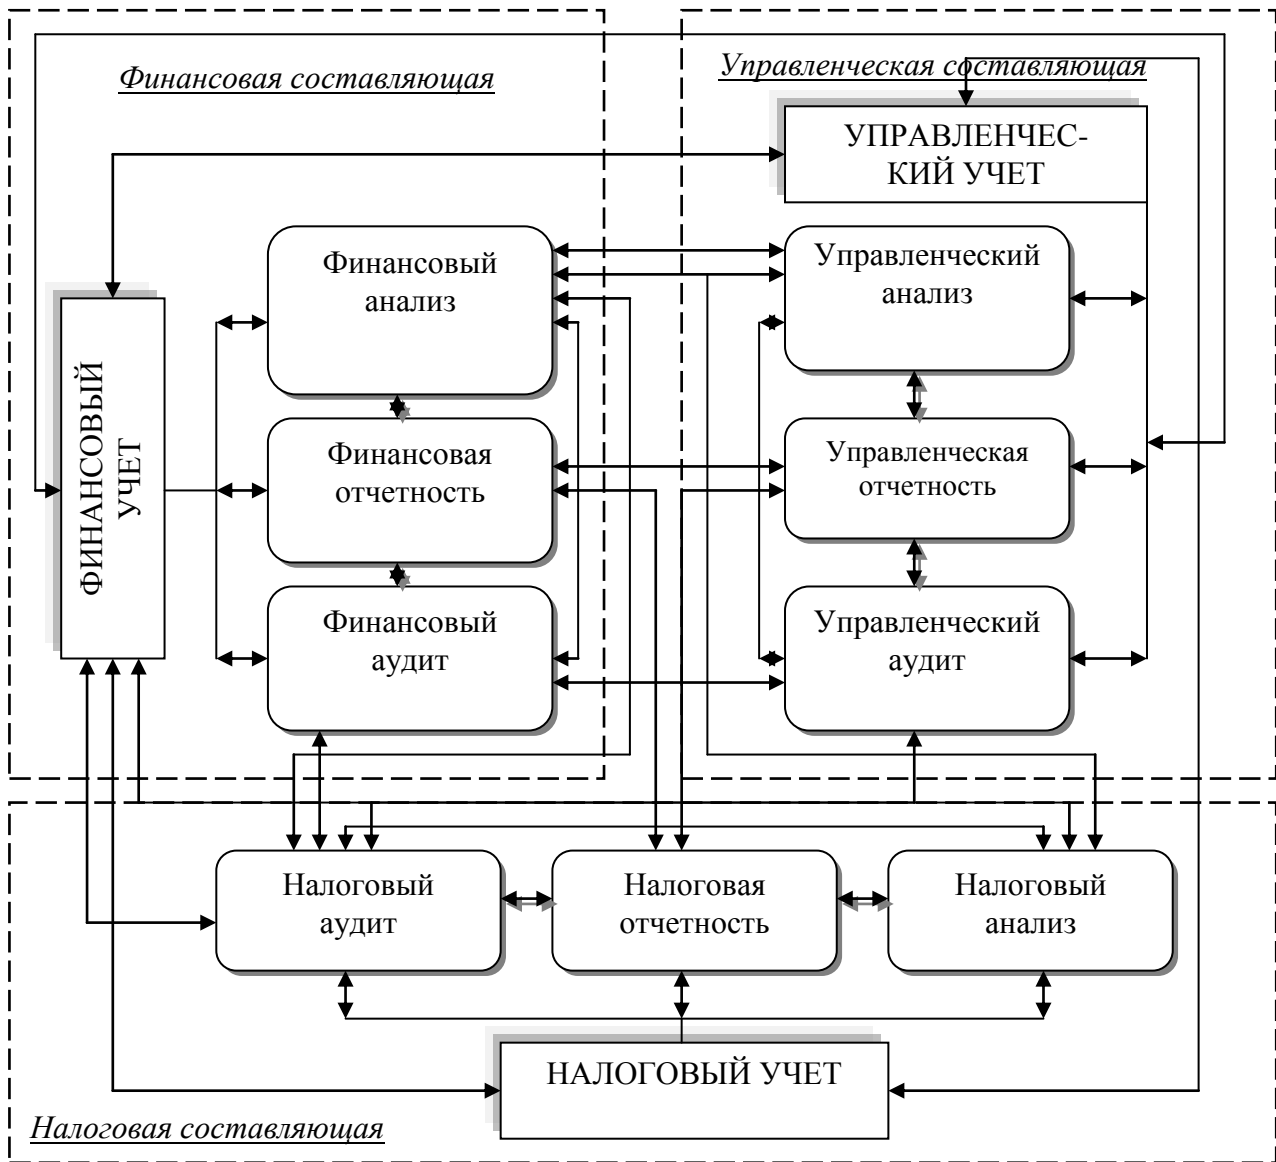 Финансовая составляющая
Управленческая составляющая
УПРАВЛЕНЧЕС-
КИЙ УЧЕТ
ФИНАНСОВЫЙ
УЧЕТ
Финансовый
анализ
Управленческий
анализ
Финансовая
отчетность
Управленческая
отчетность
Финансовый
аудит
Управленческий
аудит
Налоговый
аудит
Налоговая
отчетность
Налоговый
анализ
НАЛОГОВЫЙ УЧЕТ
Налоговая составляющая